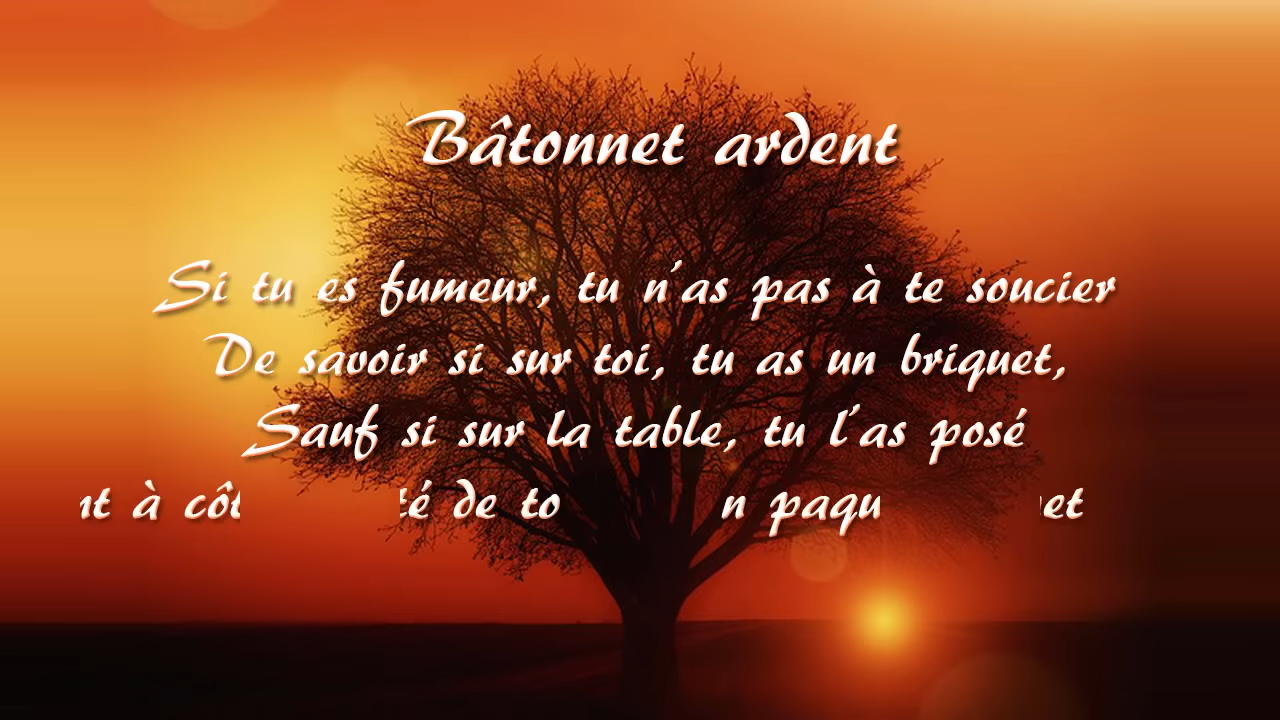 Bâtonnet ardent
Si tu es fumeur, tu n'as pas à te soucier
De savoir si sur toi, tu as un briquet,
Sauf si sur la table, tu l'as posé
à de